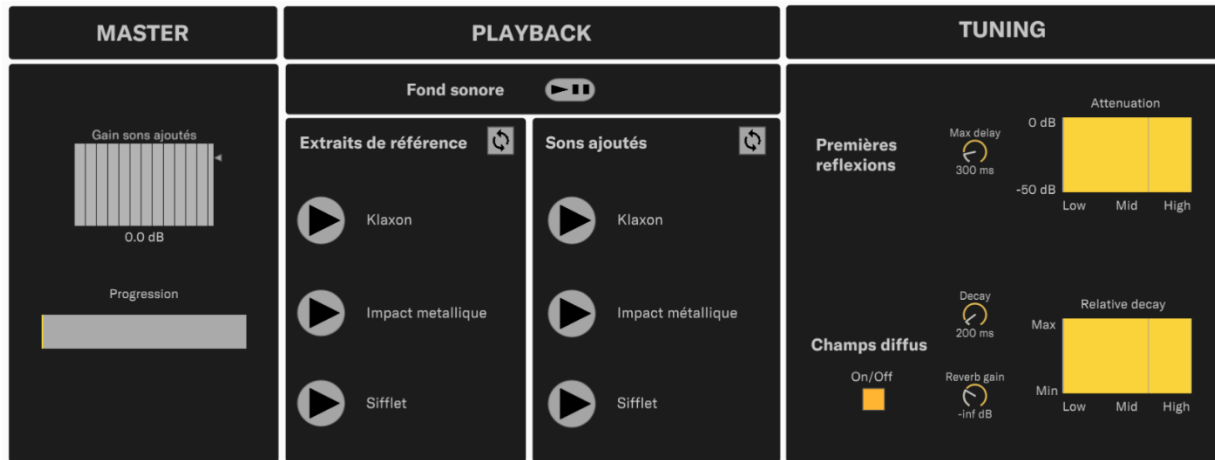 MASTER
PLAYBACK
TUNING
Gain sons ajoutés
0.0 dB
Progression
Fond sonore
Extraits de référence
Klaxon
Impact metallique
Sifflet
Sons ajoutés
Klaxon
Impact métallique
Sifflet
Premières
reflexions
Max delay
300 ms
Attenuation
0 dB
-50 dB
Low Mid High
Champs diffus
On/Off
Decay
200 ms
Reverb gain
-inf dB
Relative decay
Max
Min
Low Mid High